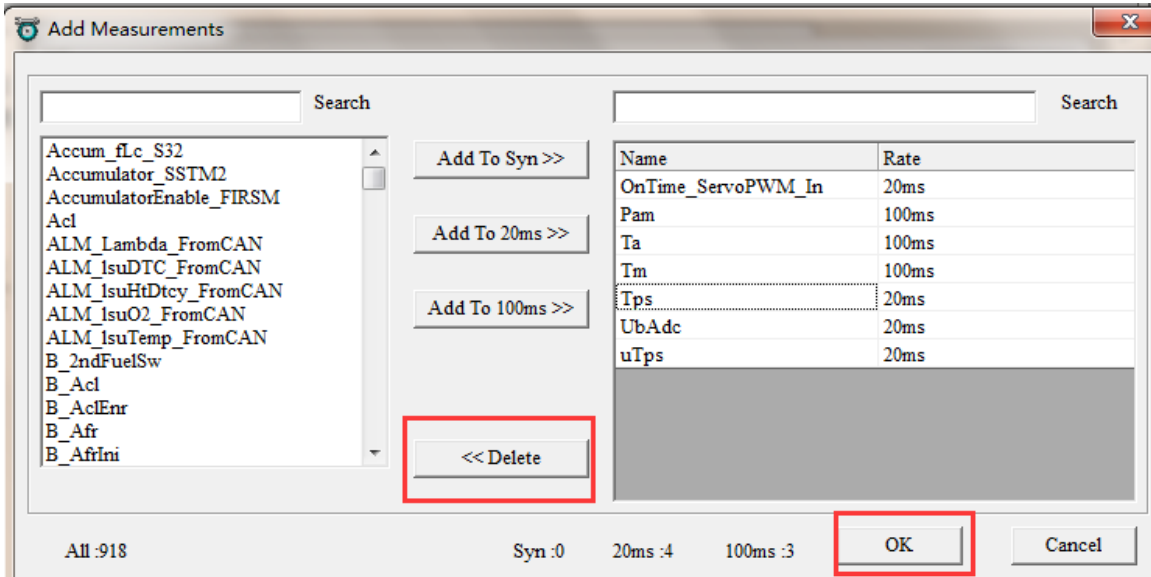 Add Measurements
Search
Search
Accum_fLc_S32
Accumulator_SSTM2
AccumulatorEnable_FIRSM
Acl
ALM_Lambda_FromCAN
ALM_lsuDTC_FromCAN
ALM_lsuHtDtcy_FromCAN
ALM_lsuO2_FromCAN
ALM_lsuTemp_FromCAN
B_2ndFuelSw
B_Acl
B_AclEnr
B_Afr
B_AfrIni
Add To Syn >>
Add To 20ms >>
Add To 100ms >>
<< Delete
Name Rate
OnTime_ServoPWM_In 20ms
Pam 100ms
Ta 100ms
Tm 100ms
Tps 20ms
UbAdc 20ms
uTps 20ms
All :918 Syn :0 20ms :4 100ms :3 OK Cancel